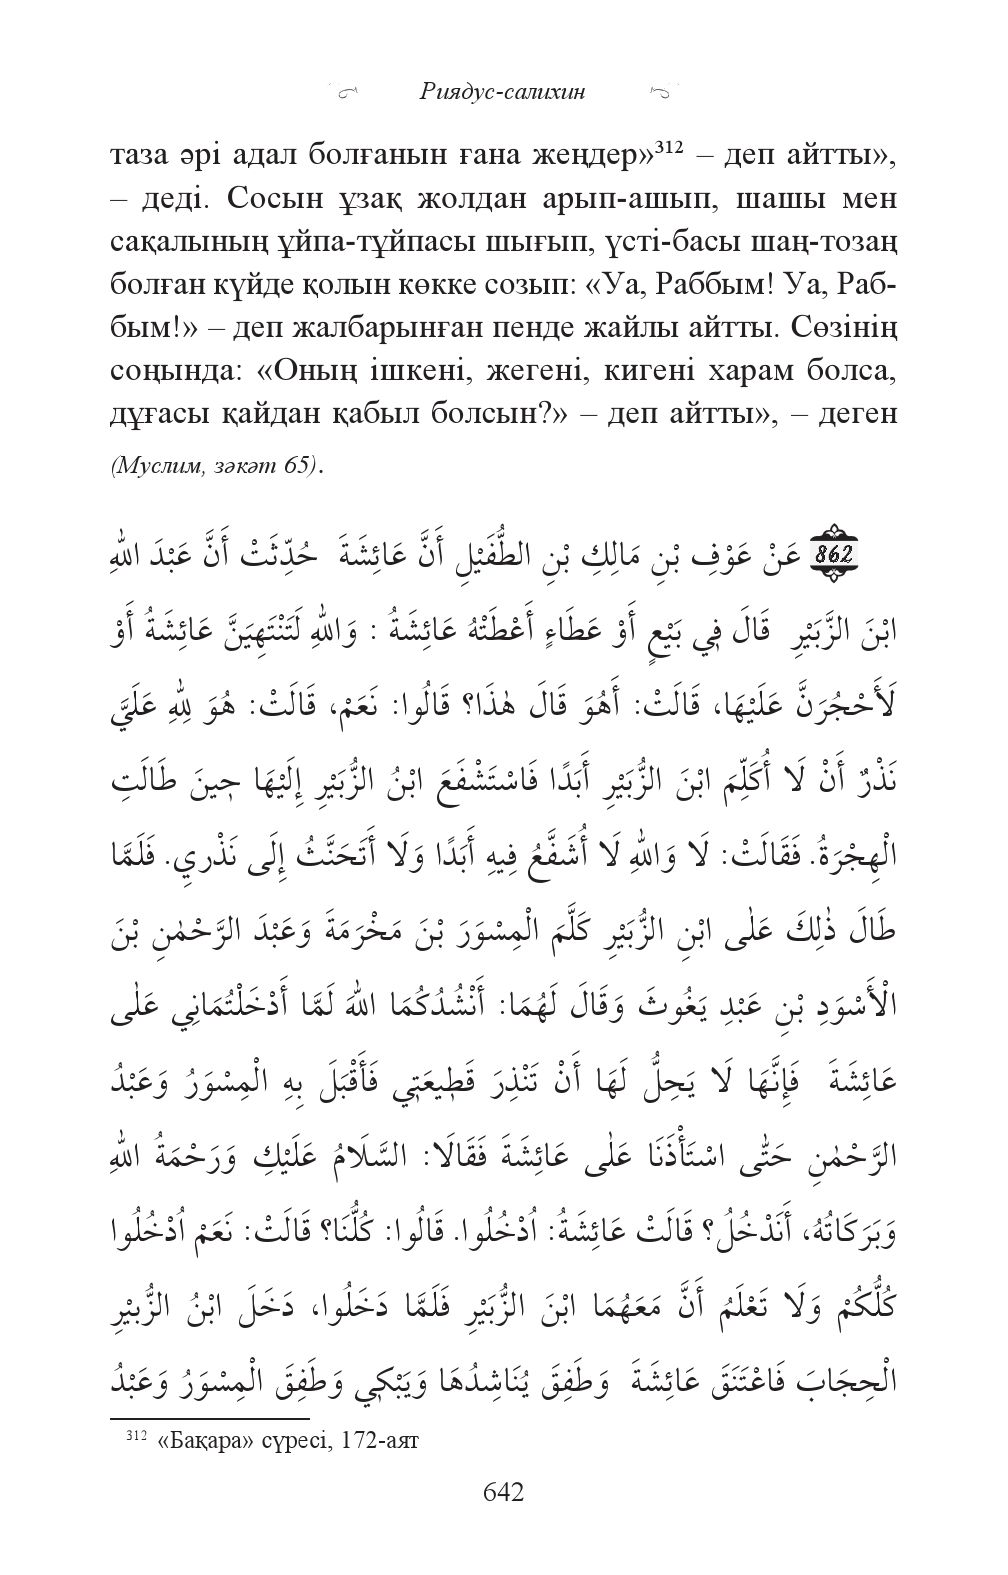 Риядус-салихин
таза әрі адал болғанын ғана жеңдер»³¹² – деп айтты»,
– деді. Сосын ұзақ жолдан арып-ашып, шашы мен
сақалының ұйпа-тұйпасы шығып, үсті-басы шаң-тозаң
болған күйде қолын көкке созып: «Уа, Раббым! Уа, Раб-
бым!» – деп жалбарынған пенде жайлы айтты. Сөзінің
соңында: «Оның ішкені, жегені, кигені харам болса,
дұғасы қайдан қабыл болсын?» – деп айтты», – деген
(Муслим, зәкәт 65).
862 عَنْ عَوْفِ بْنِ مَالِكِ بْنِ الطُّفَيْلِ أَنَّ عَائِشَةَ حُدِّثَتْ أَنَّ عَبْدَ اللهِ
ابْنَ الزَّبَيْرِ قَالَ فِي بَيْعٍ أَوْ عَطَاءٍ أَعْطَتْهُ عَائِشَةُ : وَاللهِ لَتَنْتَهِيَنَّ عَائِشَةُ أَوْ
لَأَحْجُرَنَّ عَلَيْهَا، قَالَتْ: أَهُوَ قَالَ هٰذَا؟ قَالُوا: نَعَمْ، قَالَتْ: هُوَ لِلهِ عَلَيَّ
نَذْرٌ أَنْ لَا أُكَلِّمَ ابْنَ الزُّبَيْرِ أَبَدًا فَاسْتَشْفَعَ ابْنُ الزُّبَيْرِ إِلَيْهَا حِينَ طَالَتِ
الْهِجْرَةُ. فَقَالَتْ: لَا وَاللهِ لَا أُشَفَّعُ فِيهِ أَبَدًا وَلَا أَتَحَنَّثُ إِلَى نَذْرِي. فَلَمَّا
طَالَ ذٰلِكَ عَلٰى ابْنِ الزُّبَيْرِ كَلَّمَ الْمِسْوَرَ بْنَ مَخْرَمَةَ وَعَبْدَ الرَّحْمٰنِ بْنَ
الْأَسْوَدِ بْنِ عَبْدِ يَغُوثَ وَقَالَ لَهُمَا: أَنْشُدُكُمَا اللهَ لَمَّا أَدْخَلْتُمَانِي عَلٰى
عَائِشَةَ فَإِنَّهَا لَا يَحِلُّ لَهَا أَنْ تَنْذِرَ قَطِيعَتِي فَأَقْبَلَ بِهِ الْمِسْوَرُ وَعَبْدُ
الرَّحْمٰنِ حَتّٰى اسْتَأْذَنَا عَلٰى عَائِشَةَ فَقَالَا: السَّلَامُ عَلَيْكِ وَرَحْمَةُ اللهِ
وَبَرَكَاتُهُ، أَنَدْخُلُ؟ قَالَتْ عَائِشَةُ: اُدْخُلُوا. قَالُوا: كُلُّنَا؟ قَالَتْ: نَعَمْ اُدْخُلُوا
كُلُّكُمْ وَلَا تَعْلَمُ أَنَّ مَعَهُمَا ابْنَ الزُّبَيْرِ فَلَمَّا دَخَلُوا، دَخَلَ ابْنُ الزُّبيْرِ
الْحِجَابَ فَاعْتَنَقَ عَائِشَةَ وَطَفِقَ يُنَاشِدُهَا وَيَبْكِي وَطَفِقَ الْمِسْوَرُ وَعَبْدُ
³¹² «Бақара» сүресі, 172-аят
642